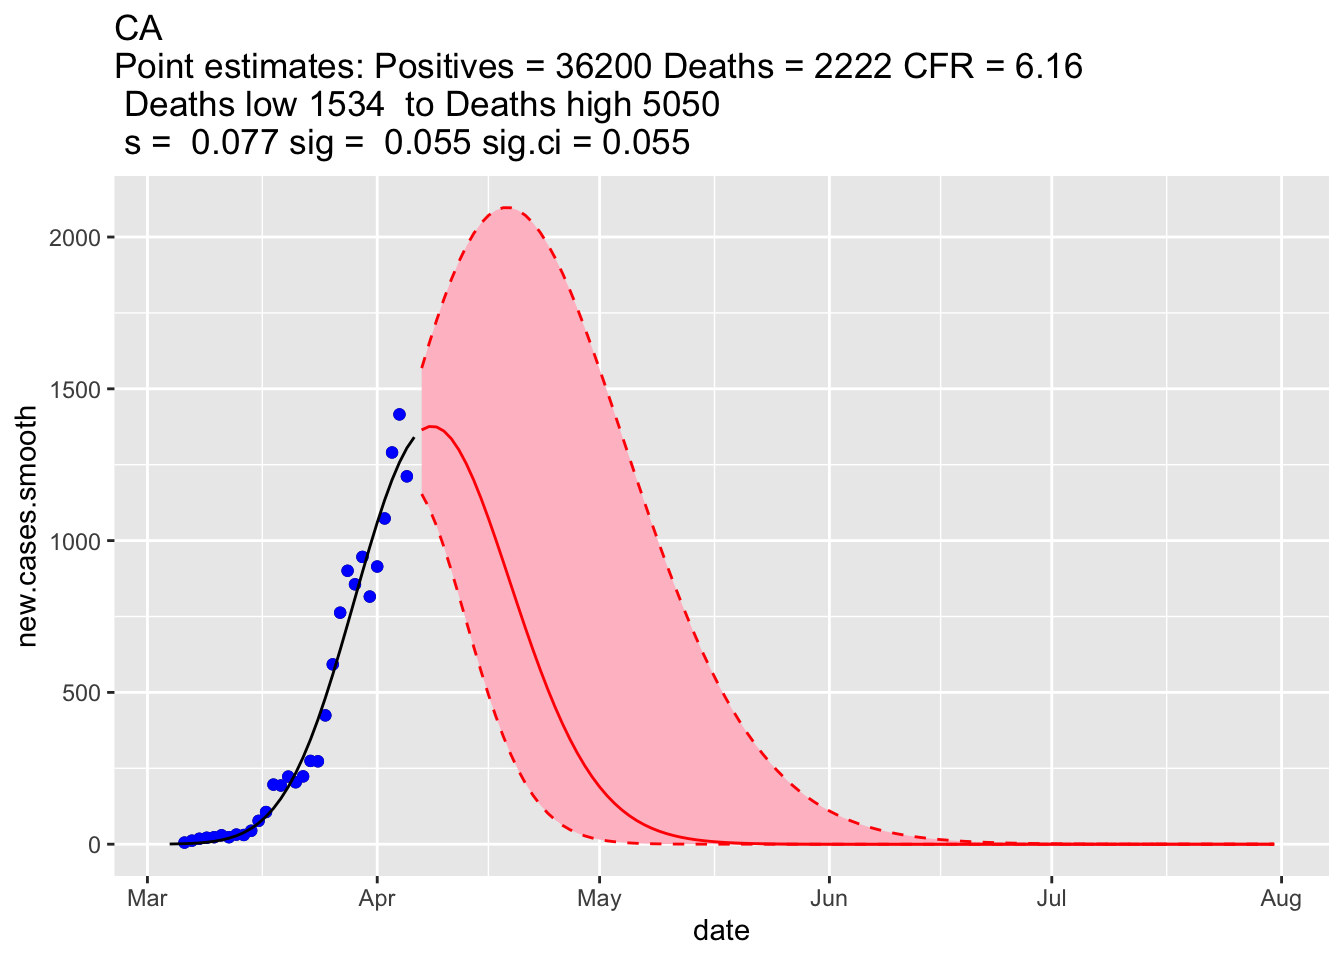 CA
Point estimates: Positives = 36200 Deaths = 2222 CFR = 6.16
Deaths low 1534  to Deaths high 5050
s =  0.077 sig =  0.055 sig.ci = 0.055
2000
1500
1000
500
0
new.cases.smooth
Mar Apr May Jun Jul Aug
date